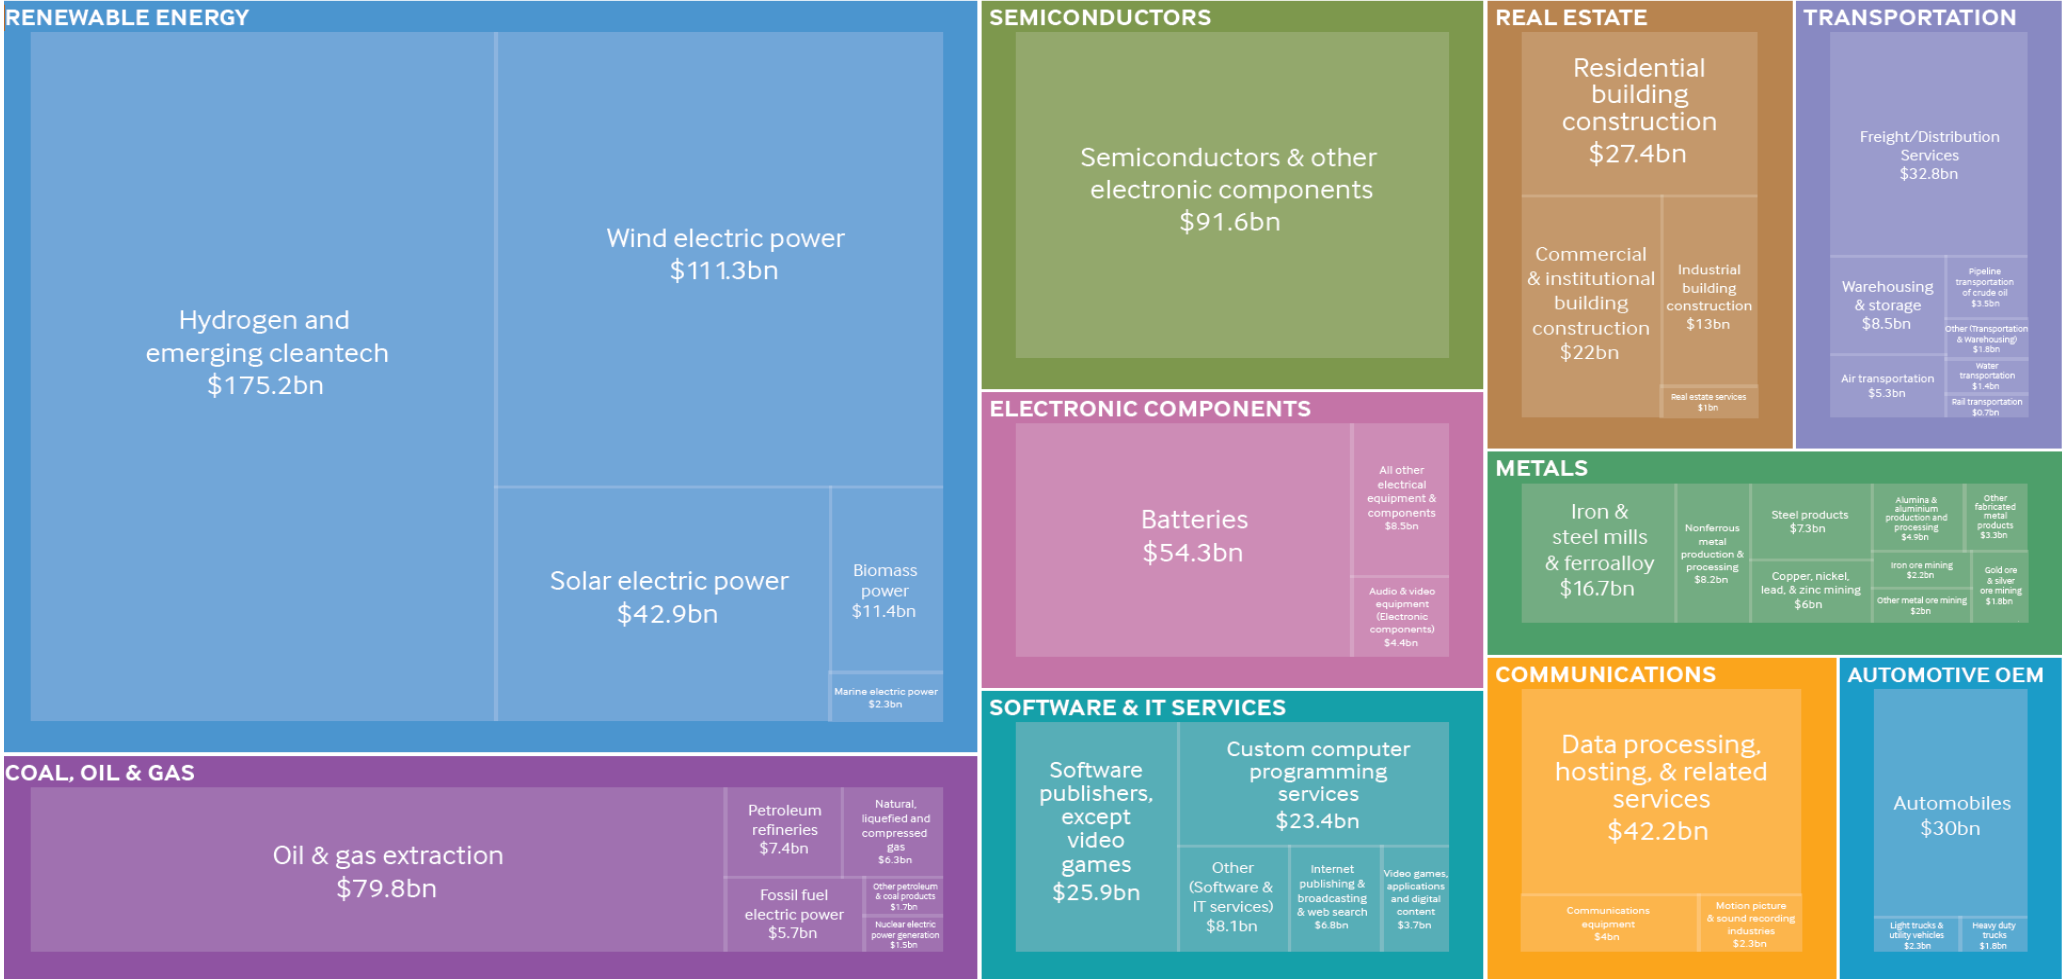 RENEWABLE ENERGY
Hydrogen and
emerging cleantech
$175.2bn
Wind electric power
$111.3bn
Solar electric power
$42.9bn
Biomass
power
$11.4bn
Marine electric power
$2.3bn
COAL, OIL & GAS
Oil & gas extraction
$79.8bn
Petroleum
refineries
$7.4bn
Natural,
liquefied and
compressed
gas
$6.3bn
Fossil fuel
electric power
$5.7bn
Other petroleum
& coal products
$1.7bn
Nuclear electric
power generation
$1.5bn
SEMICONDUCTORS
Semiconductors & other
electronic components
$91.6bn
ELECTRONIC COMPONENTS
Batteries
$54.3bn
All other
electrical
equipment &
components
$8.5bn
Audio & video
equipment
(Electronic
components)
$4.4bn
SOFTWARE & IT SERVICES
Software
publishers,
except
video
games
$25.9bn
Custom computer
programming
services
$23.4bn
Other
(Software &
IT services)
$8.1bn
Internet
publishing &
broadcasting
& web search
$6.8bn
Video games,
applications
and digital
content
$3.7bn
REAL ESTATE
Residential
building
construction
$27.4bn
Commercial
& institutional
building
construction
$22bn
Industrial
building
construction
$13bn
Real estate services
$1bn
TRANSPORTATION
Freight/Distribution
Services
$32.8bn
Warehousing
& storage
$8.5bn
Air transportation
$5.3bn
Pipeline
transportation
of crude oil
$3.5bn
Other (Transportation
& Warehousing)
$1.8bn
Water
transportation
$1.4bn
Rail transportation
$0.7bn
METALS
Iron &
steel mills
& ferroalloy
$16.7bn
Nonferrous
metal
production &
processing
$8.2bn
Steel products
$7.3bn
Copper, nickel,
lead, & zinc mining
$6bn
Alumina &
aluminium
production and
processing
$4.9bn
Other
fabricated
metal
products
$3.3bn
Iron ore mining
$2.2bn
Other metal ore mining
$2bn
Gold ore
& silver
ore mining
$1.8bn
COMMUNICATIONS
Data processing,
hosting, & related
services
$42.2bn
Communications
equipment
$4bn
Motion picture
& sound recording
industries
$2.3bn
AUTOMOTIVE OEM
Automobiles
$30bn
Light trucks &
utility vehicles
$2.3bn
Heavy duty
trucks
$1.8bn